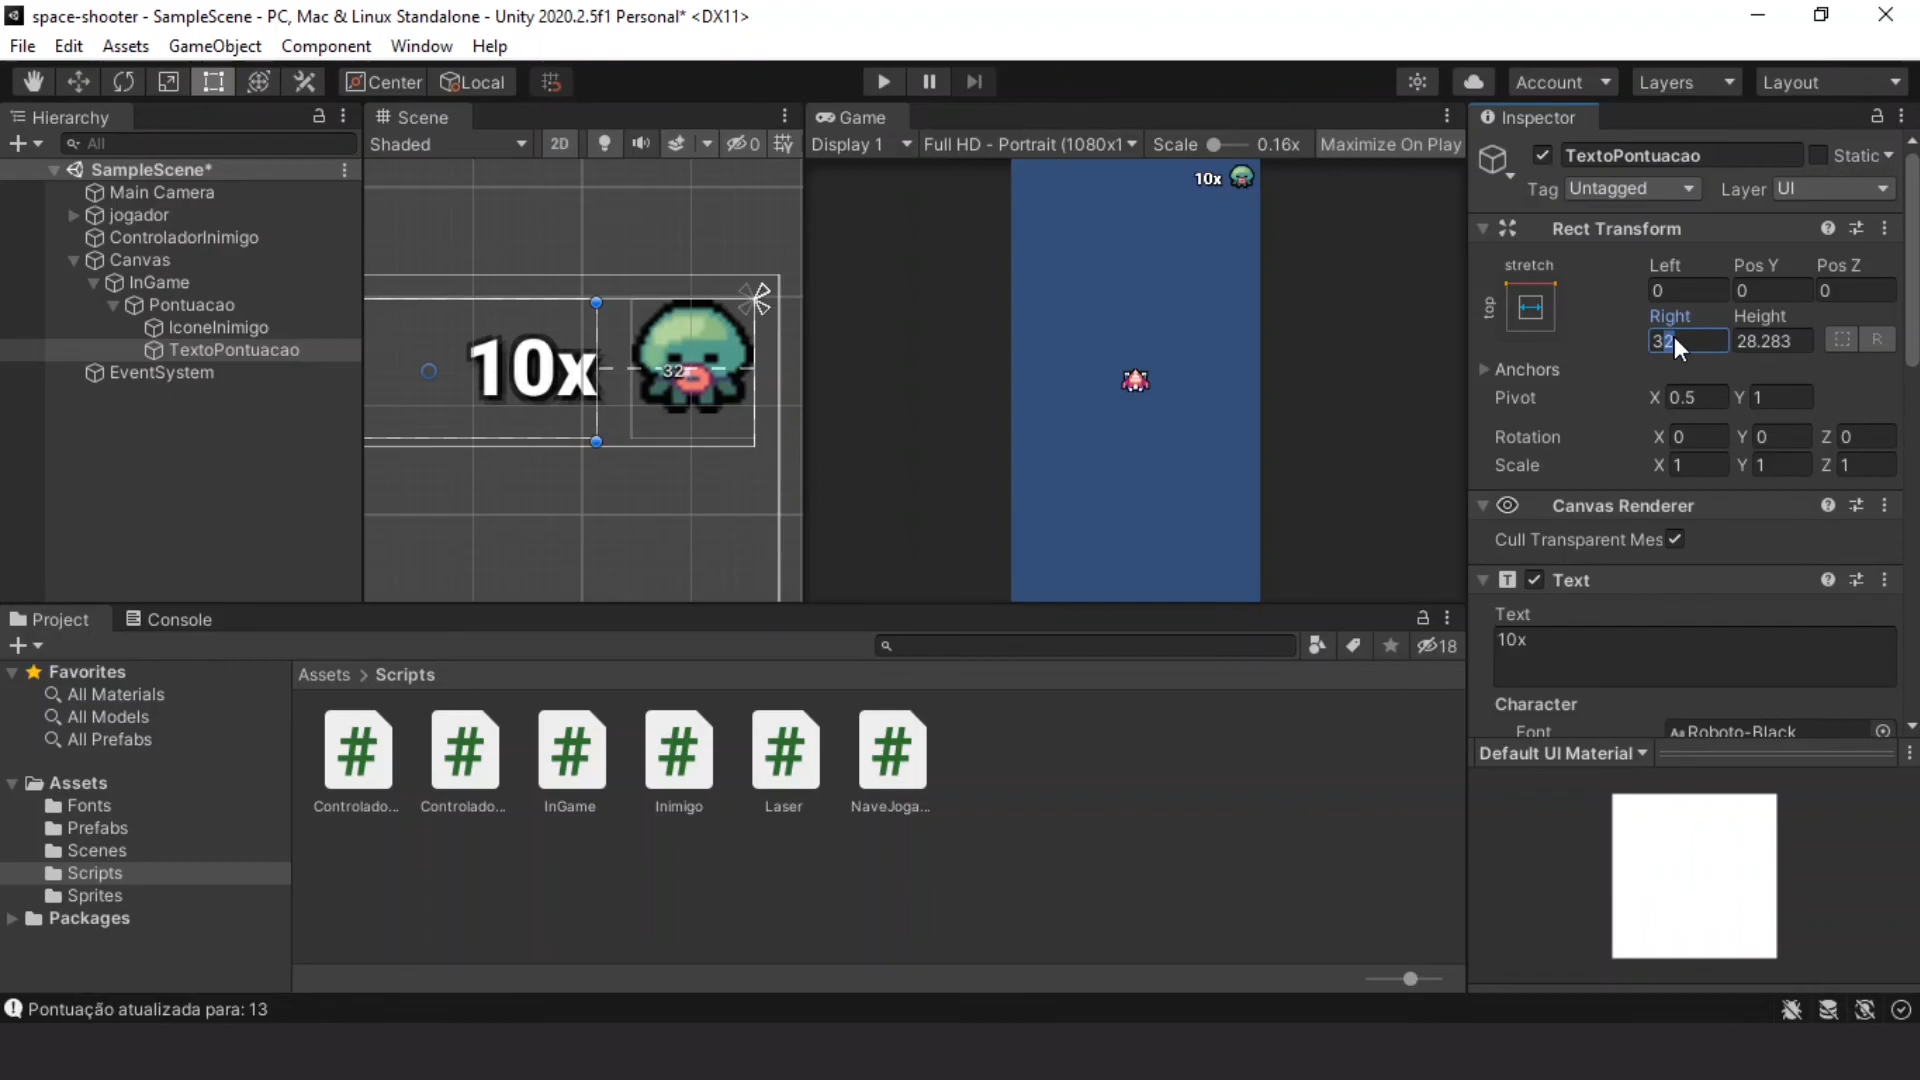 space-shooter - SampleScene - PC, Mac & Linux Standalone - Unity 2020.2.5f1 Personal* <DX11>
File Edit Assets GameObject Component Window Help
Center Local Account Layers Layout
Hierarchy
All
SampleScene*
Main Camera
jogador
ControladorInimigo
Canvas
InGame
Pontuacao
IconeInimigo
TextoPontuacao
EventSystem
Scene
Shaded 2D 0
10x
32
Game
Display 1 Full HD - Portrait (1080x1 Scale 0.16x Maximize On Play
10x
Inspector
TextoPontuacao Static
Tag Untagged Layer UI
Rect Transform
stretch Left Pos Y Pos Z
top 0 0 0
Right Height
32 28.283 R
Anchors
Pivot X 0.5 Y 1
Rotation X 0 Y 0 Z 0
Scale X 1 Y 1 Z 1
Canvas Renderer
Cull Transparent Mes
T Text
Text
10x
Character
Font Aa Roboto-Black
Default UI Material
Project Console
18
Favorites
All Materials
All Models
All Prefabs
Assets
Fonts
Prefabs
Scenes
Scripts
Sprites
Packages
Assets > Scripts
# # # # # #
Controlado... Controlado... InGame Inimigo Laser NaveJoga...
Pontuação atualizada para: 13